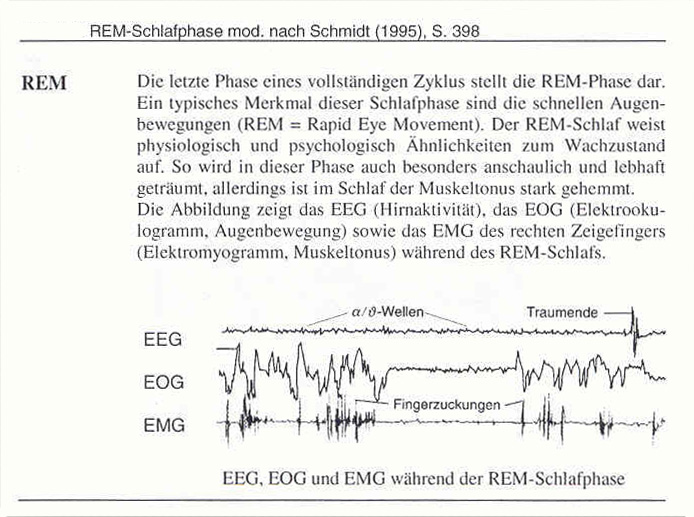 REM-Schlafphase mod. nach Schmidt (1995), S. 398
REM
Die letzte Phase eines vollständigen Zyklus stellt die REM-Phase dar.
Ein typisches Merkmal dieser Schlafphase sind die schnellen Augen-
bewegungen (REM = Rapid Eye Movement). Der REM-Schlaf weist
physiologisch und psychologisch Ähnlichkeiten zum Wachzustand
auf. So wird in dieser Phase auch besonders anschaulich und lebhaft
geträumt, allerdings ist im Schlaf der Muskeltonus stark gehemmt.
Die Abbildung zeigt das EEG (Hirnaktivität), das EOG (Elektrooku-
logramm, Augenbewegung) sowie das EMG des rechten Zeigefingers
(Elektromyogramm, Muskeltonus) während des REM-Schlafs.
α/ϑ-Wellen
Traumende
EEG
EOG
Fingerzuckungen
EMG
EEG, EOG und EMG während der REM-Schlafphase